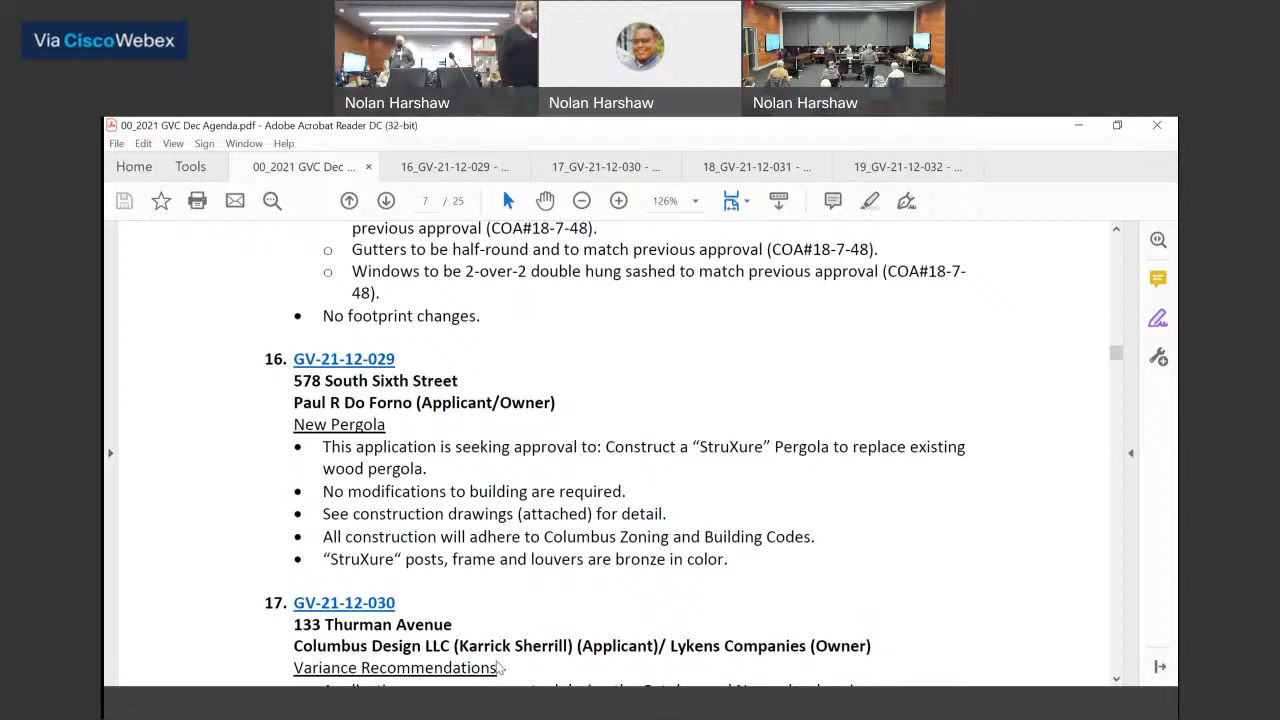 Via Cisco Webex
Nolan Harshaw
Nolan Harshaw
Nolan Harshaw
00_2021 GVC Dec Agenda.pdf - Adobe Acrobat Reader DC (32-bit)
File Edit View Sign Window Help
Home Tools 00_2021 GVC Dec ... × 16_GV-21-12-029 - ... 17_GV-21-12-030 - ... 18_GV-21-12-031 - ... 19_GV-21-12-032 - ...
7 / 25 126%
previous approval (COA#18-7-48).
o Gutters to be half-round and to match previous approval (COA#18-7-48).
o Windows to be 2-over-2 double hung sashed to match previous approval (COA#18-7-
48).
• No footprint changes.
16. GV-21-12-029
578 South Sixth Street
Paul R Do Forno (Applicant/Owner)
New Pergola
• This application is seeking approval to: Construct a “StruXure” Pergola to replace existing
wood pergola.
• No modifications to building are required.
• See construction drawings (attached) for detail.
• All construction will adhere to Columbus Zoning and Building Codes.
• “StruXure“ posts, frame and louvers are bronze in color.
17. GV-21-12-030
133 Thurman Avenue
Columbus Design LLC (Karrick Sherrill) (Applicant)/ Lykens Companies (Owner)
Variance Recommendations